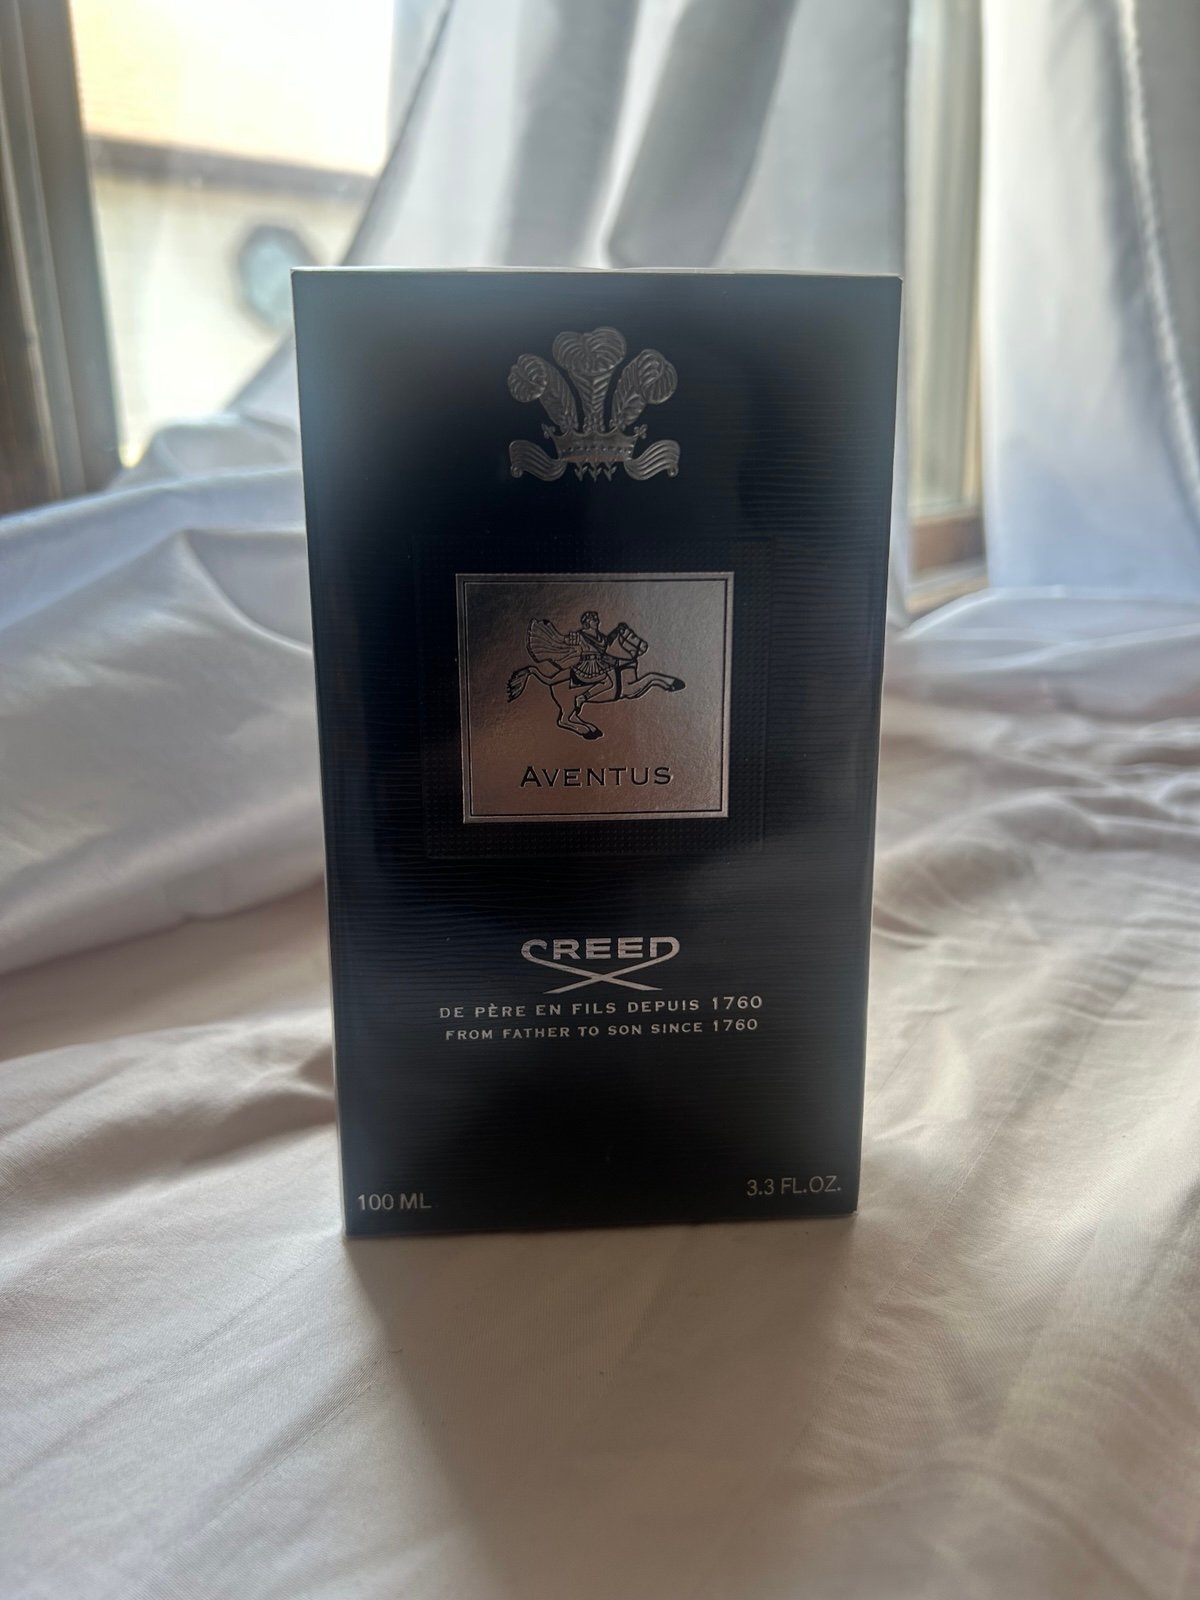 AVENTUS
CREED
DE PÈRE EN FILS DEPUIS 1760
FROM FATHER TO SON SINCE 1760
100 ML
3.3 FL.OZ.